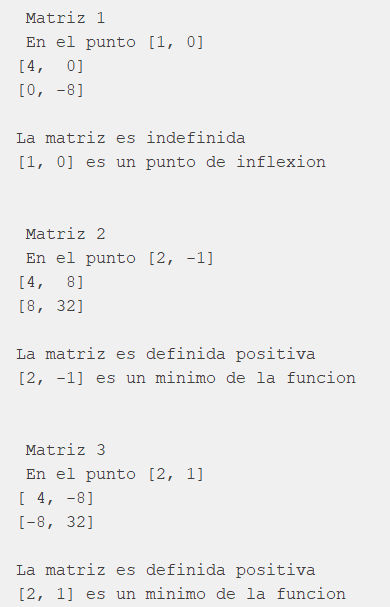 Matriz 1
En el punto [1, 0]
[4,  0]
[0, -8]
La matriz es indefinida
[1, 0] es un punto de inflexion
Matriz 2
En el punto [2, -1]
[4,  8]
[8, 32]
La matriz es definida positiva
[2, -1] es un minimo de la funcion
Matriz 3
En el punto [2, 1]
[ 4, -8]
[-8, 32]
La matriz es definida positiva
[2, 1] es un minimo de la funcion